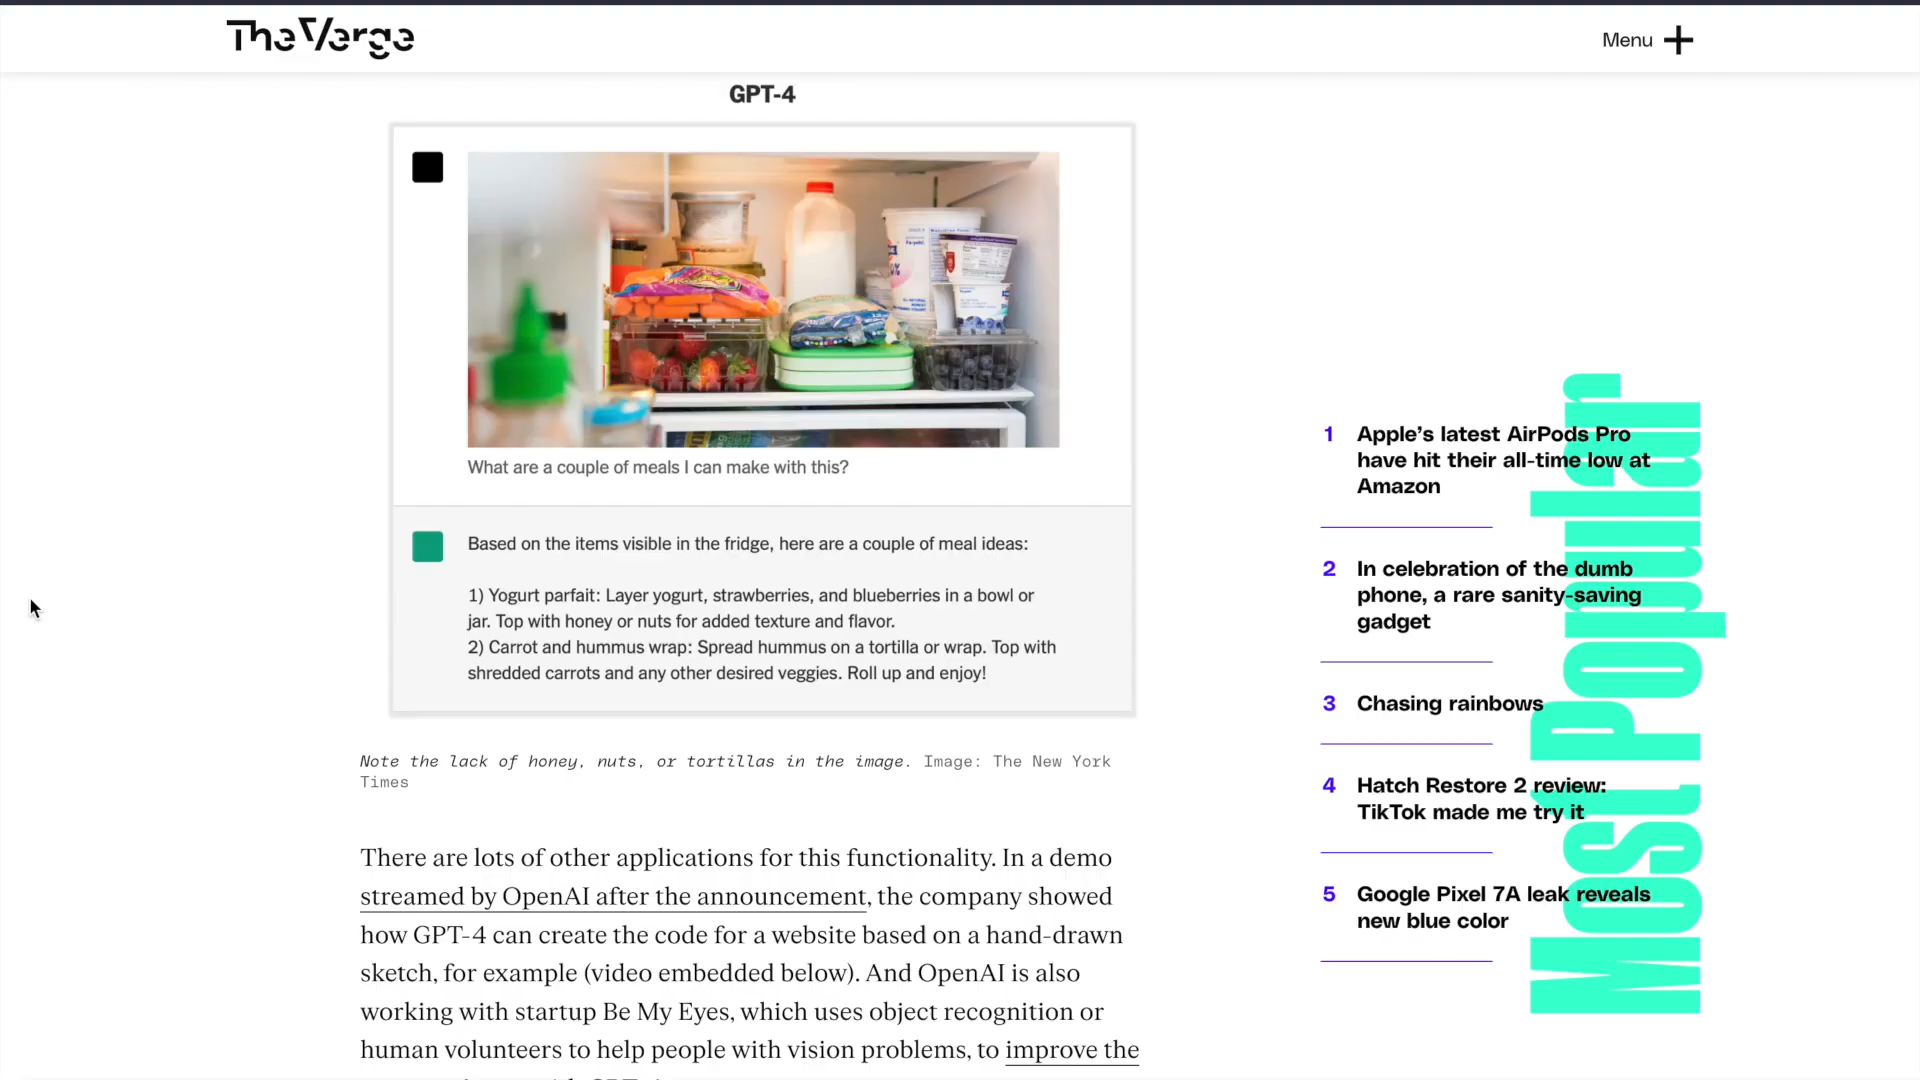 The Verge
Menu
GPT-4
What are a couple of meals I can make with this?
Based on the items visible in the fridge, here are a couple of meal ideas:
1) Yogurt parfait: Layer yogurt, strawberries, and blueberries in a bowl or
jar. Top with honey or nuts for added texture and flavor.
2) Carrot and hummus wrap: Spread hummus on a tortilla or wrap. Top with
shredded carrots and any other desired veggies. Roll up and enjoy!
Note the lack of honey, nuts, or tortillas in the image. Image: The New York
Times
There are lots of other applications for this functionality. In a demo
streamed by OpenAI after the announcement, the company showed
how GPT-4 can create the code for a website based on a hand-drawn
sketch, for example (video embedded below). And OpenAI is also
working with startup Be My Eyes, which uses object recognition or
human volunteers to help people with vision problems, to improve the
Most Popular
1 Apple’s latest AirPods Pro
have hit their all-time low at
Amazon
2 In celebration of the dumb
phone, a rare sanity-saving
gadget
3 Chasing rainbows
4 Hatch Restore 2 review:
TikTok made me try it
5 Google Pixel 7A leak reveals
new blue color